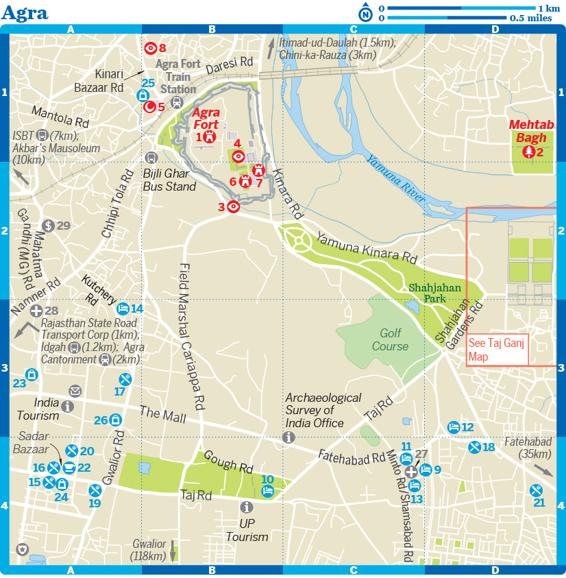 Agra
N
0
1 km
0
0.5 miles
A
B
C
D
8
Kinari
Bazaar Rd
25
5
Agra Fort
Train
Station
Daresi Rd
Itimad-ud-Daulah (1.5km);
Chini-ka-Rauza (3km)
1
1
Mantola Rd
ISBT (7km);
Akbar's Mausoleum
(10km)
Agra
Fort
1
4
6
7
3
Mehtab
Bagh
2
Yamuna River
Bijli Ghar
Bus Stand
Kinara Rd
Chhipi Tola Rd
29
Mahatma
Gandhi (MG) Rd
2
2
Yamuna Kinara Rd
Namner Rd
Kutchery
Rd
14
28
Field Marshal Cariappa Rd
Shahjahan
Park
Shahjahan
Gardens Rd
Rajasthan State Road
Transport Corp (1km);
Idgah (1.2km); Agra
Cantonment (2km)
Golf
Course
See Taj Ganj
Map
3
3
23
17
India
Tourism
26
The Mall
Archaeological
Survey of
India Office
Taj Rd
12
Sadar
Bazaar
20
16
22
15
24
19
Gwalior Rd
Gough Rd
Fatehabad Rd
11
27
9
13
18
Fatehabad
(35km)
10
Taj Rd
Minto Rd/Shamsabad Rd
21
4
4
UP
Tourism
Gwalior
(118km)
A
B
C
D